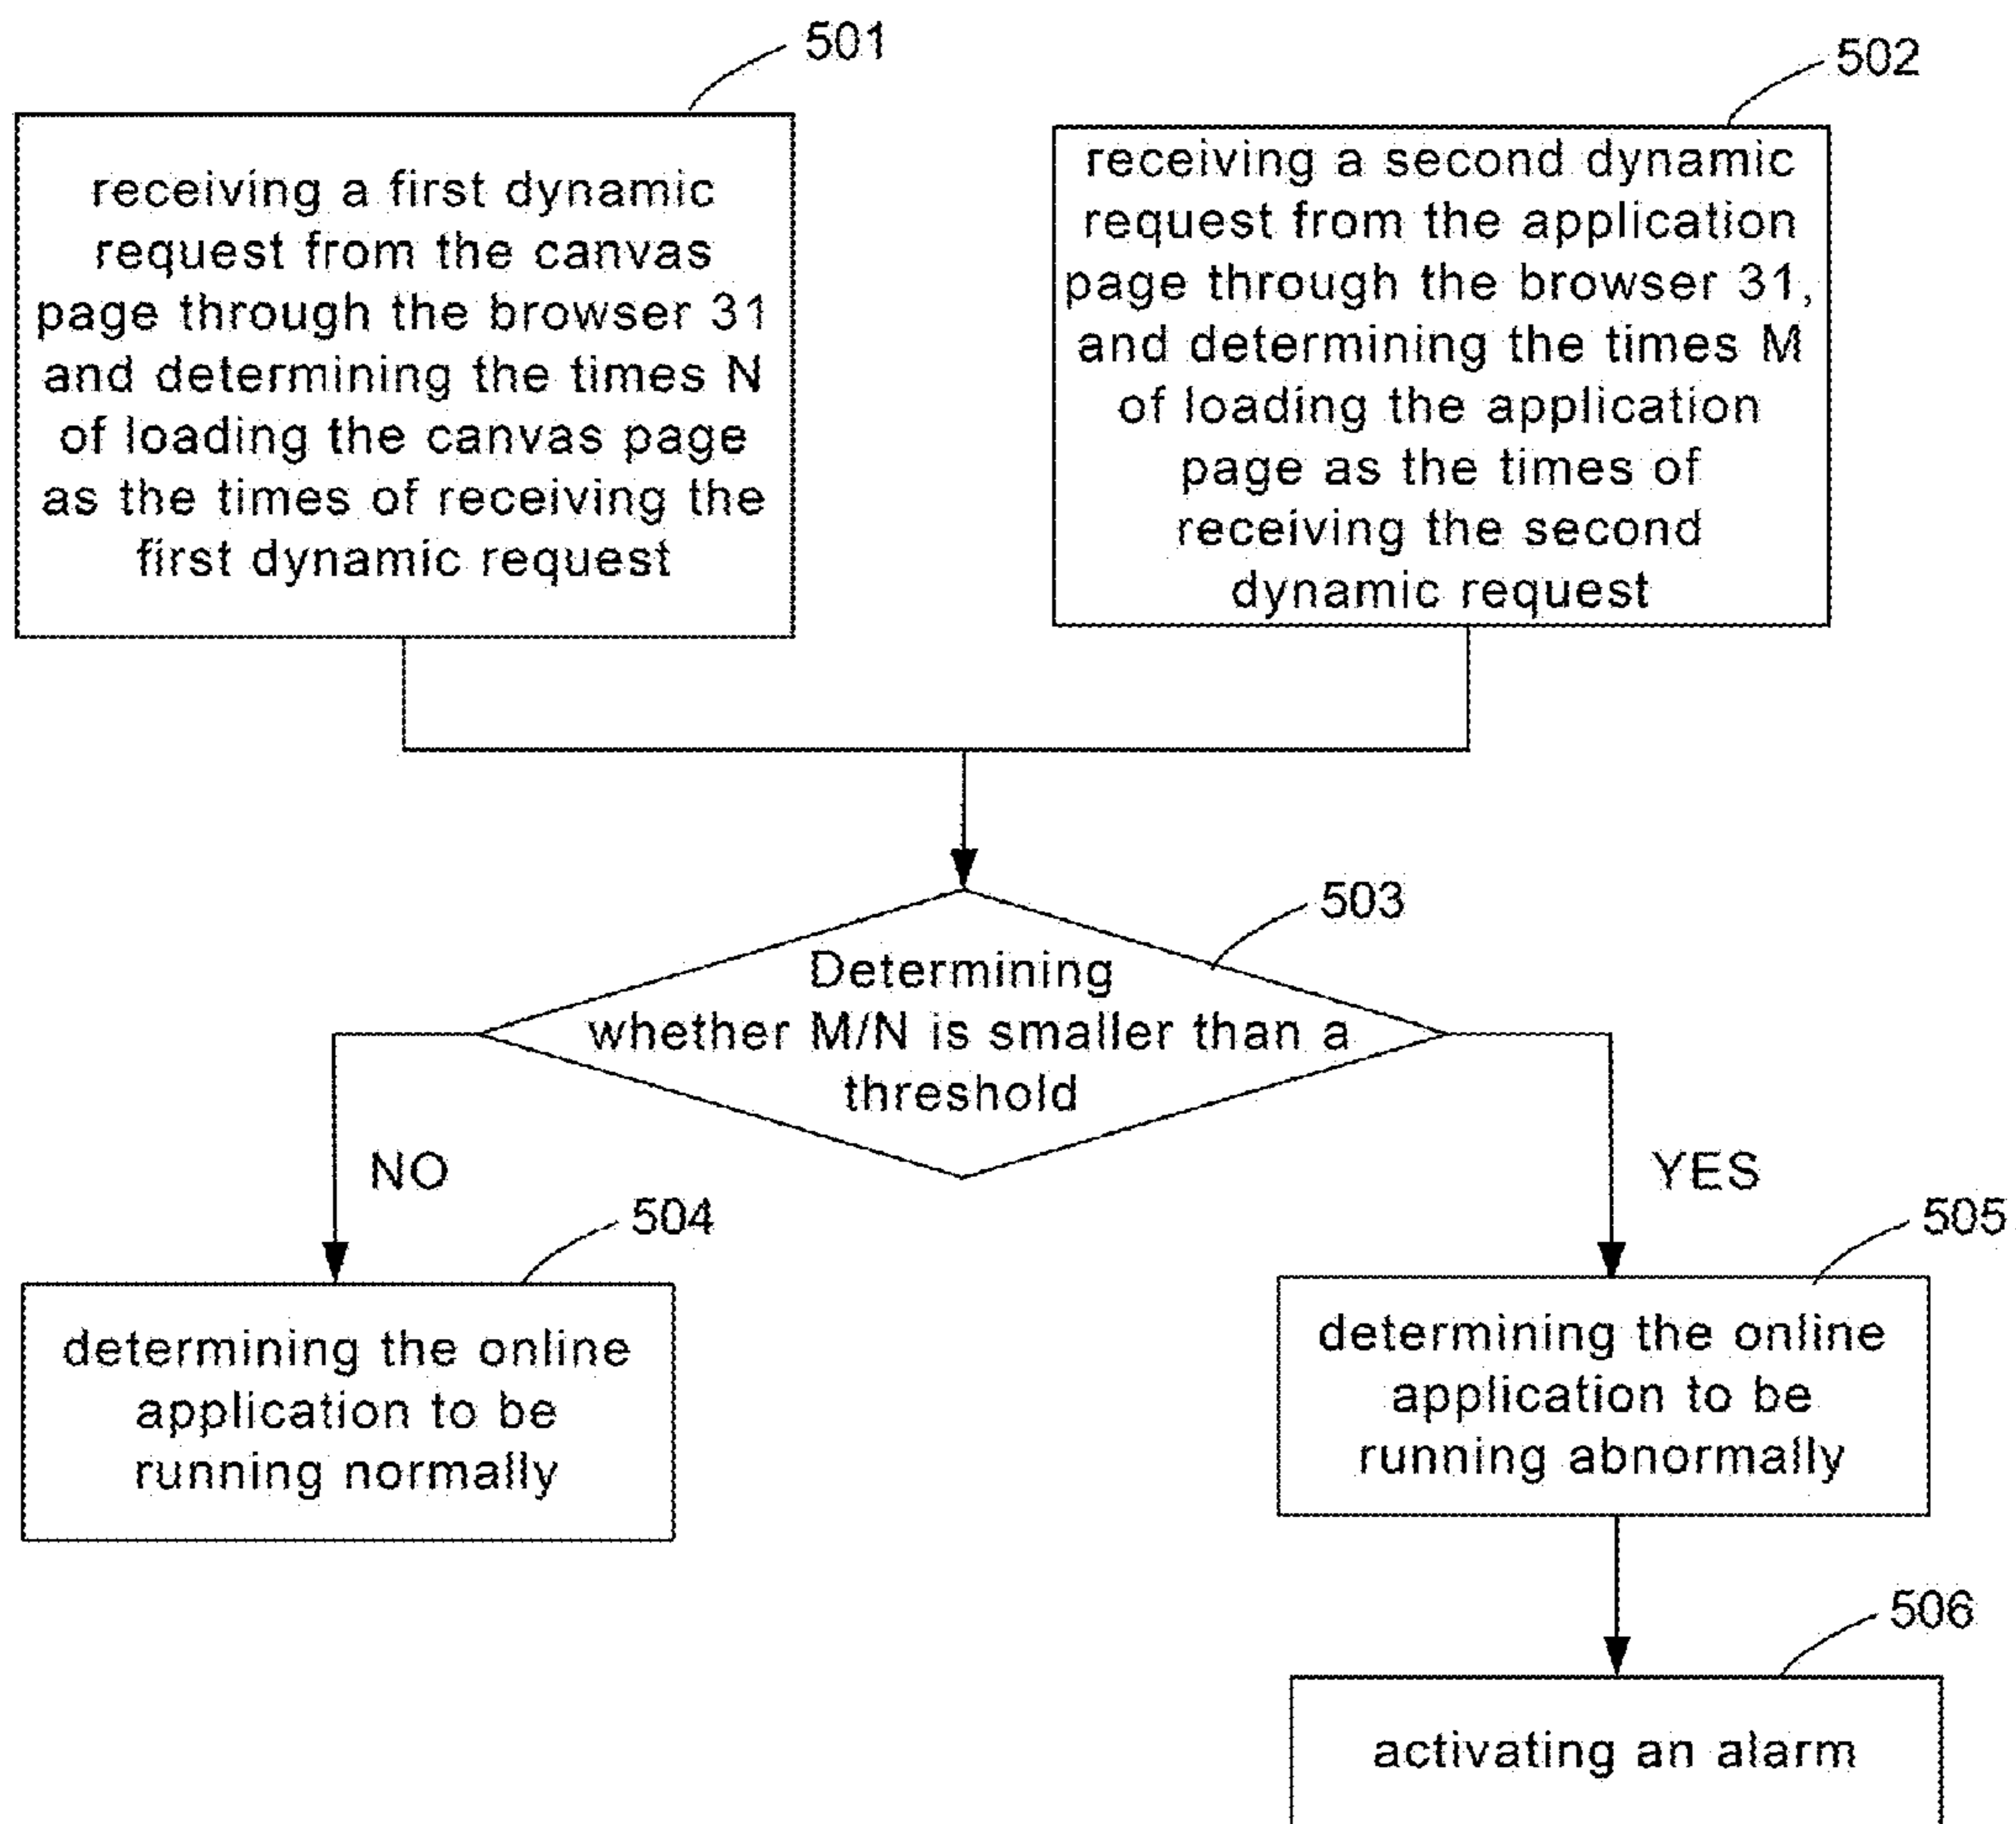 501
receiving a first dynamic
request from the canvas
page through the browser 31
and determining the times N
of loading the canvas page
as the times of receiving the
first dynamic request
502
receiving a second dynamic
request from the application
page through the browser 31,
and determining the times M
of loading the application
page as the times of
receiving the second
dynamic request
503
Determining
whether M/N is smaller than a
threshold
NO
YES
504
determining the online
application to be
running normally
505
determining the online
application to be
running abnormally
506
activating an alarm